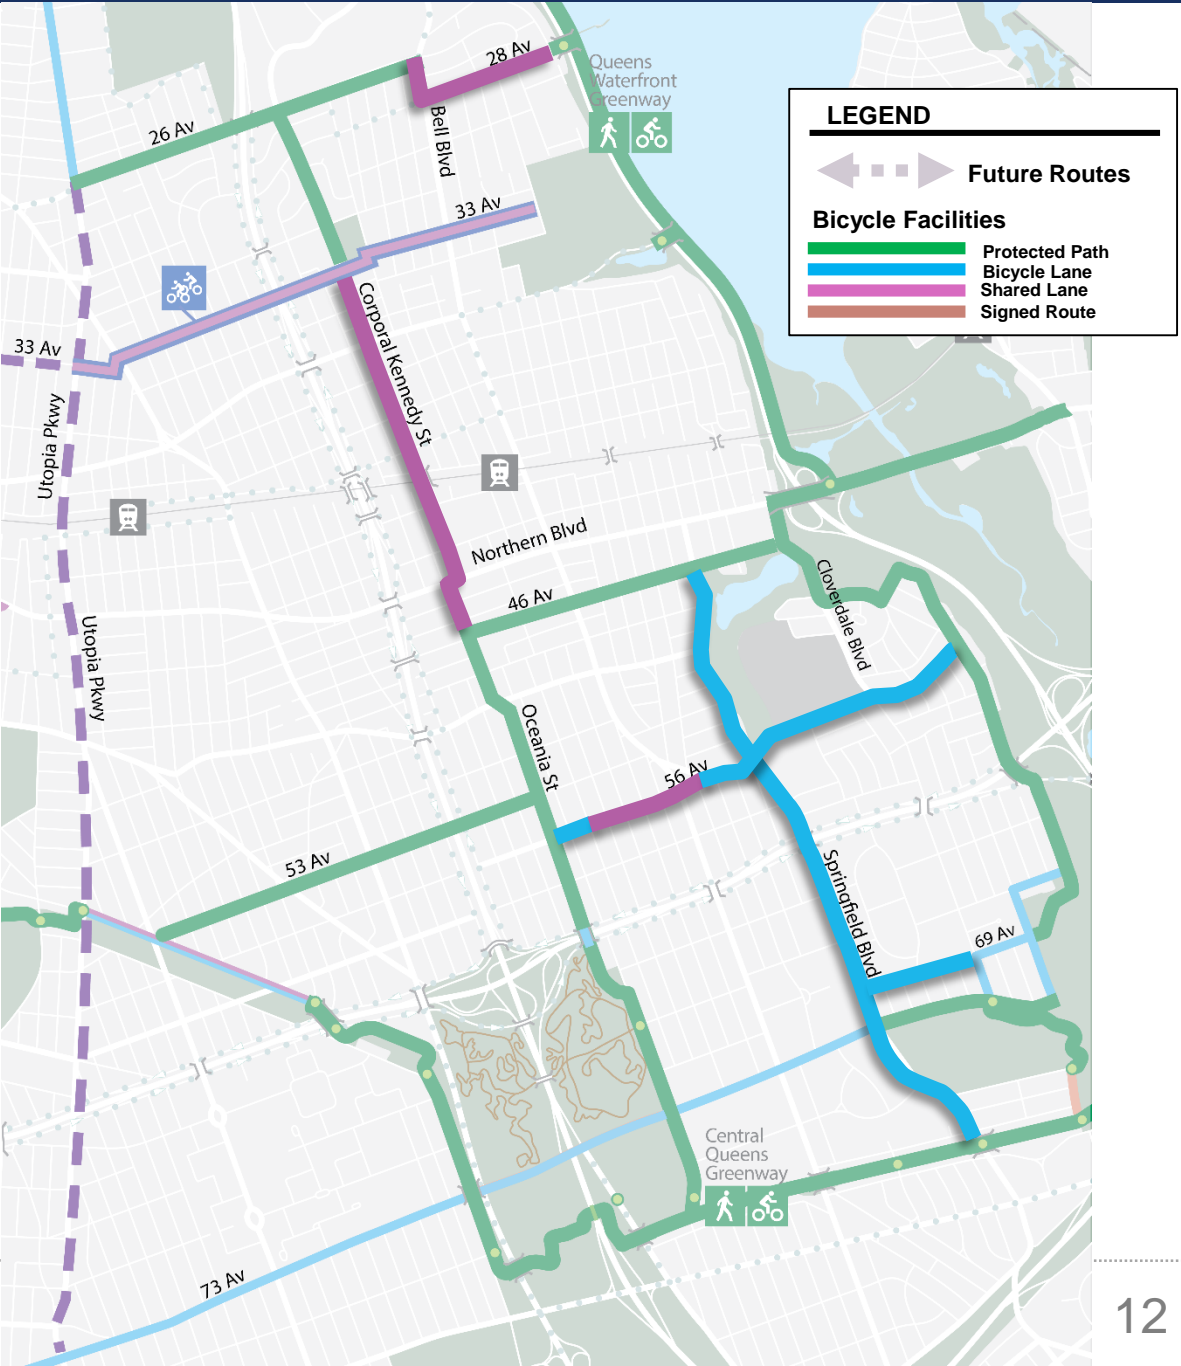 28 Av
Queens
Waterfront
Greenway
LEGEND
Future Routes
Bicycle Facilities
Protected Path
Bicycle Lane
Shared Lane
Signed Route
26 Av
Bell Blvd
33 Av
33 Av
Corporal Kennedy St
Utopia Pkwy
Northern Blvd
46 Av
Cloverdale Blvd
Utopia Pkwy
Oceania St
56 Av
53 Av
Springfield Blvd
69 Av
Central
Queens
Greenway
73 Av
12